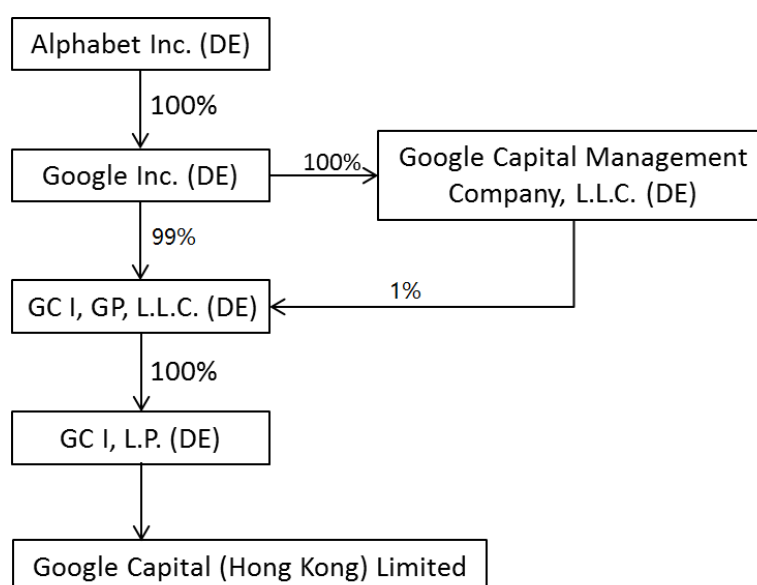 Alphabet Inc. (DE)
100%
Google Inc. (DE)
100%
Google Capital Management
Company, L.L.C. (DE)
99%
1%
GC I, GP, L.L.C. (DE)
100%
GC I, L.P. (DE)
Google Capital (Hong Kong) Limited